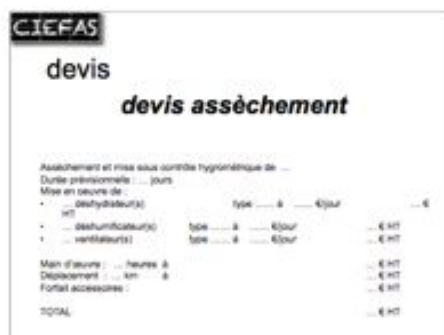 CIEFAS
devis
devis assèchement
Assèchement et mise sous contrôle hygrométrique de ...
Durée prévisionnelle : ... jours
Mise en oeuvre de :
• ... déshydrateur(s) type ...... à ...... €/jour ... €
HT
• ... déshumificateur(s) type ...... à ...... €/jour ... € HT
• ... ventilateur(s) type ...... à ...... €/jour ... € HT
Main d'œuvre : ... heures à ... € HT
Déplacement : ... km à ... € HT
Forfait accessoires : ... € HT
TOTAL ... € HT